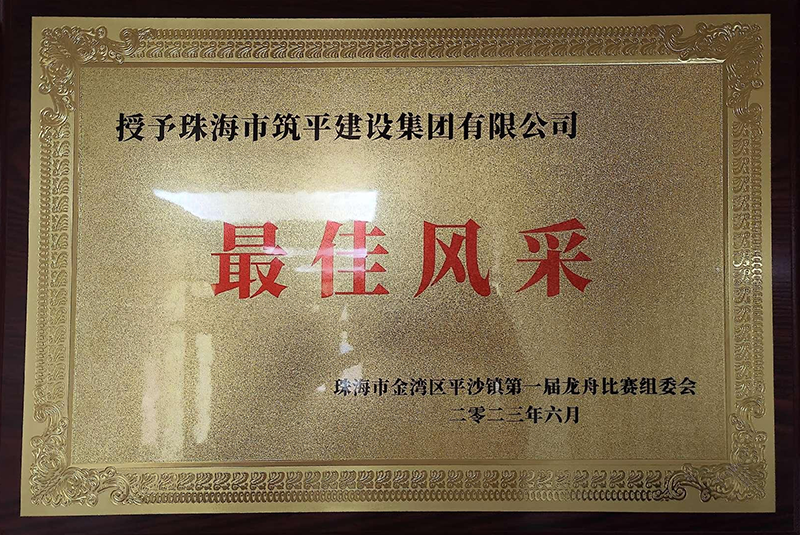 授予珠海市筑平建设集团有限公司
最佳风采
珠海市金湾区平沙镇第一届龙舟比赛组委会
二零二三年六月